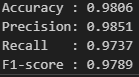 Accuracy : 0.9806
Precision: 0.9851
Recall   : 0.9737
F1-score : 0.9789